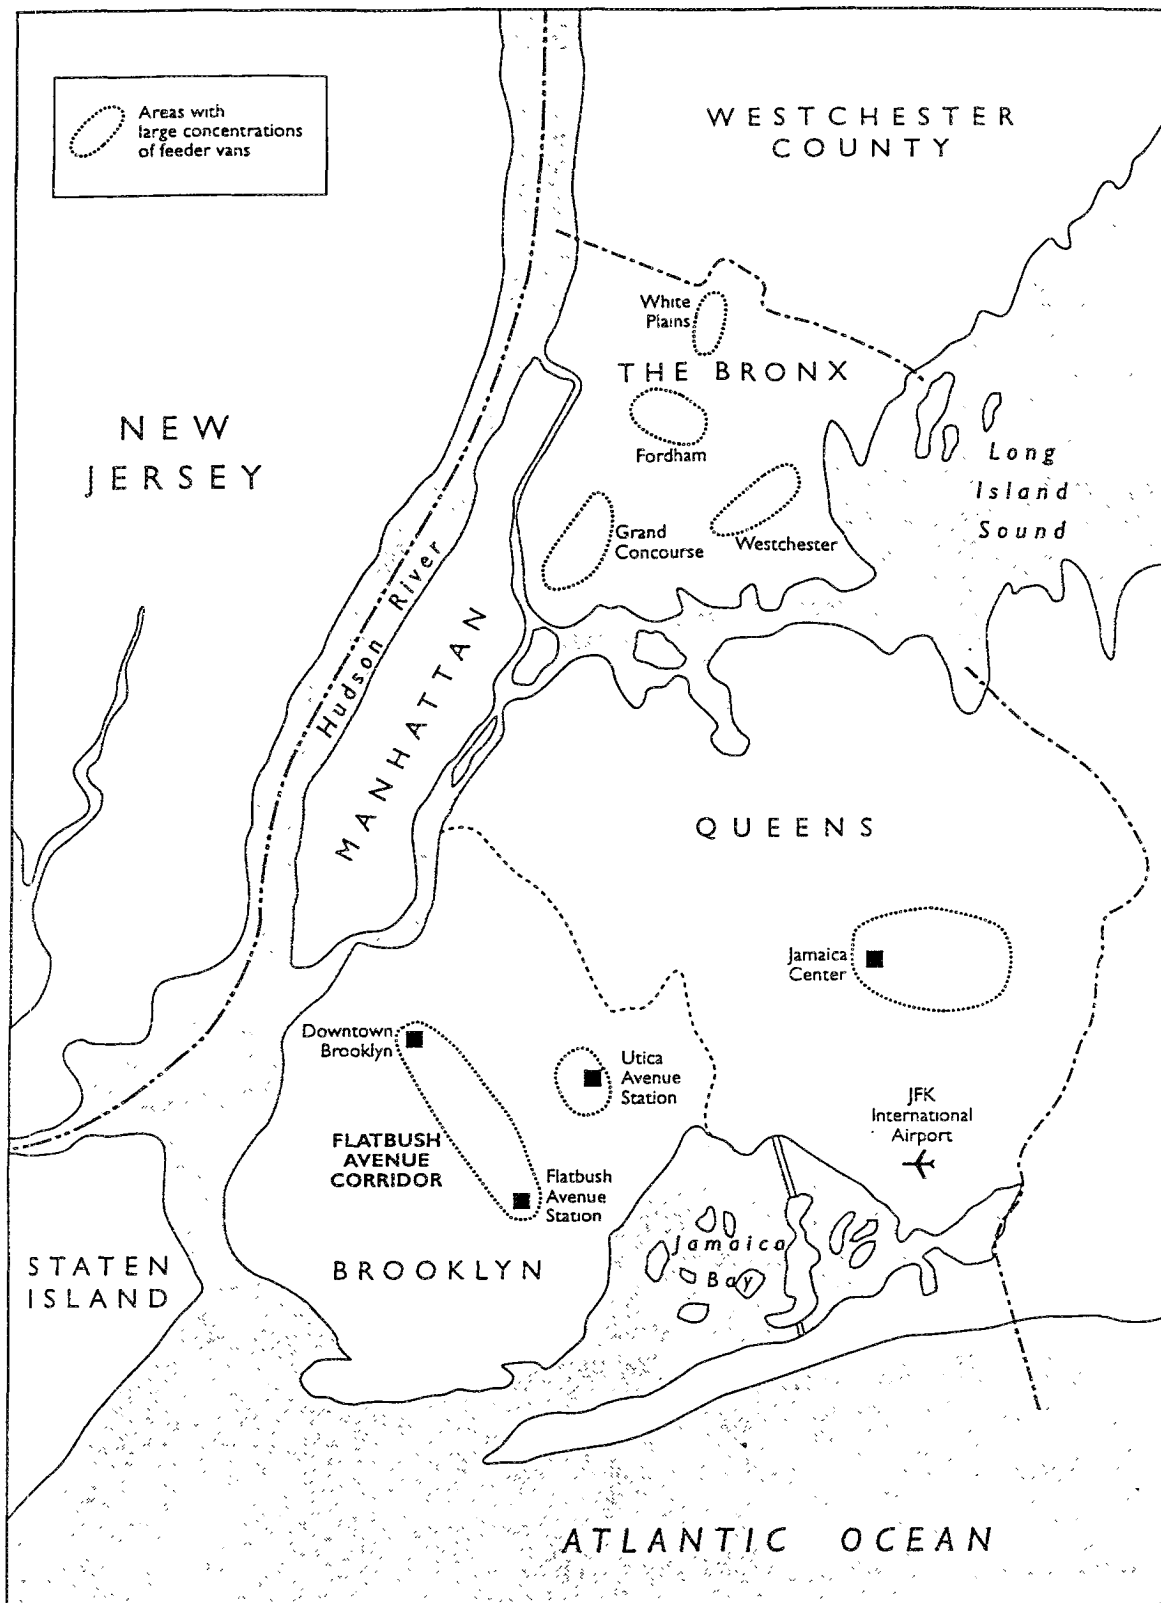 Areas with
large concentrations
of feeder vans
WESTCHESTER
COUNTY
White
Plains
THE BRONX
NEW
JERSEY
Fordham
Long
Island
Sound
Grand
Concourse
Westchester
Hudson River
MANHATTAN
QUEENS
Jamaica
Center
Downtown
Brooklyn
Utica
Avenue
Station
JFK
International
Airport
FLATBUSH
AVENUE
CORRIDOR
Flatbush
Avenue
Station
Jamaica
Bay
STATEN
ISLAND
BROOKLYN
ATLANTIC OCEAN